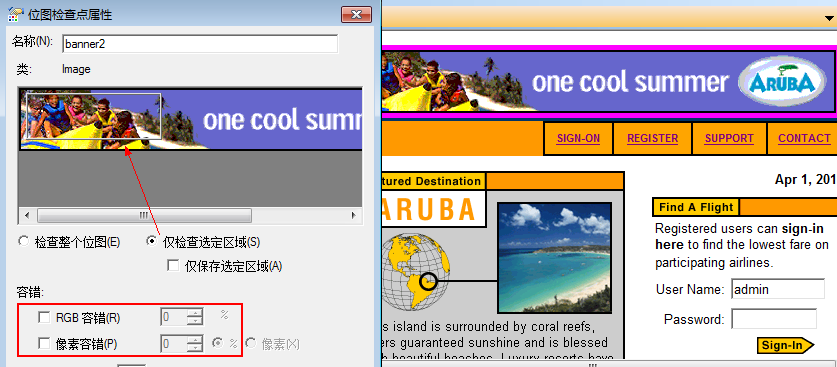 位图检查点属性
名称(N): banner2
类: Image
one cool summ
检查整个位图(E) 仅检查选定区域(S)
仅保存选定区域(A)
容错:
RGB 容错(R) 0 %
像素容错(P) 0 % 像素(X)
one cool summer ARUBA
SIGN-ON REGISTER SUPPORT CONTACT
Apr 1, 201
tured Destination
ARUBA
Find A Flight
Registered users can sign-in
here to find the lowest fare on
participating airlines.
User Name: admin
Password:
Sign-In
s island is surrounded by coral reefs,
ers guaranteed sunshine and is blessed
h beautiful beaches. Luxury resorts have